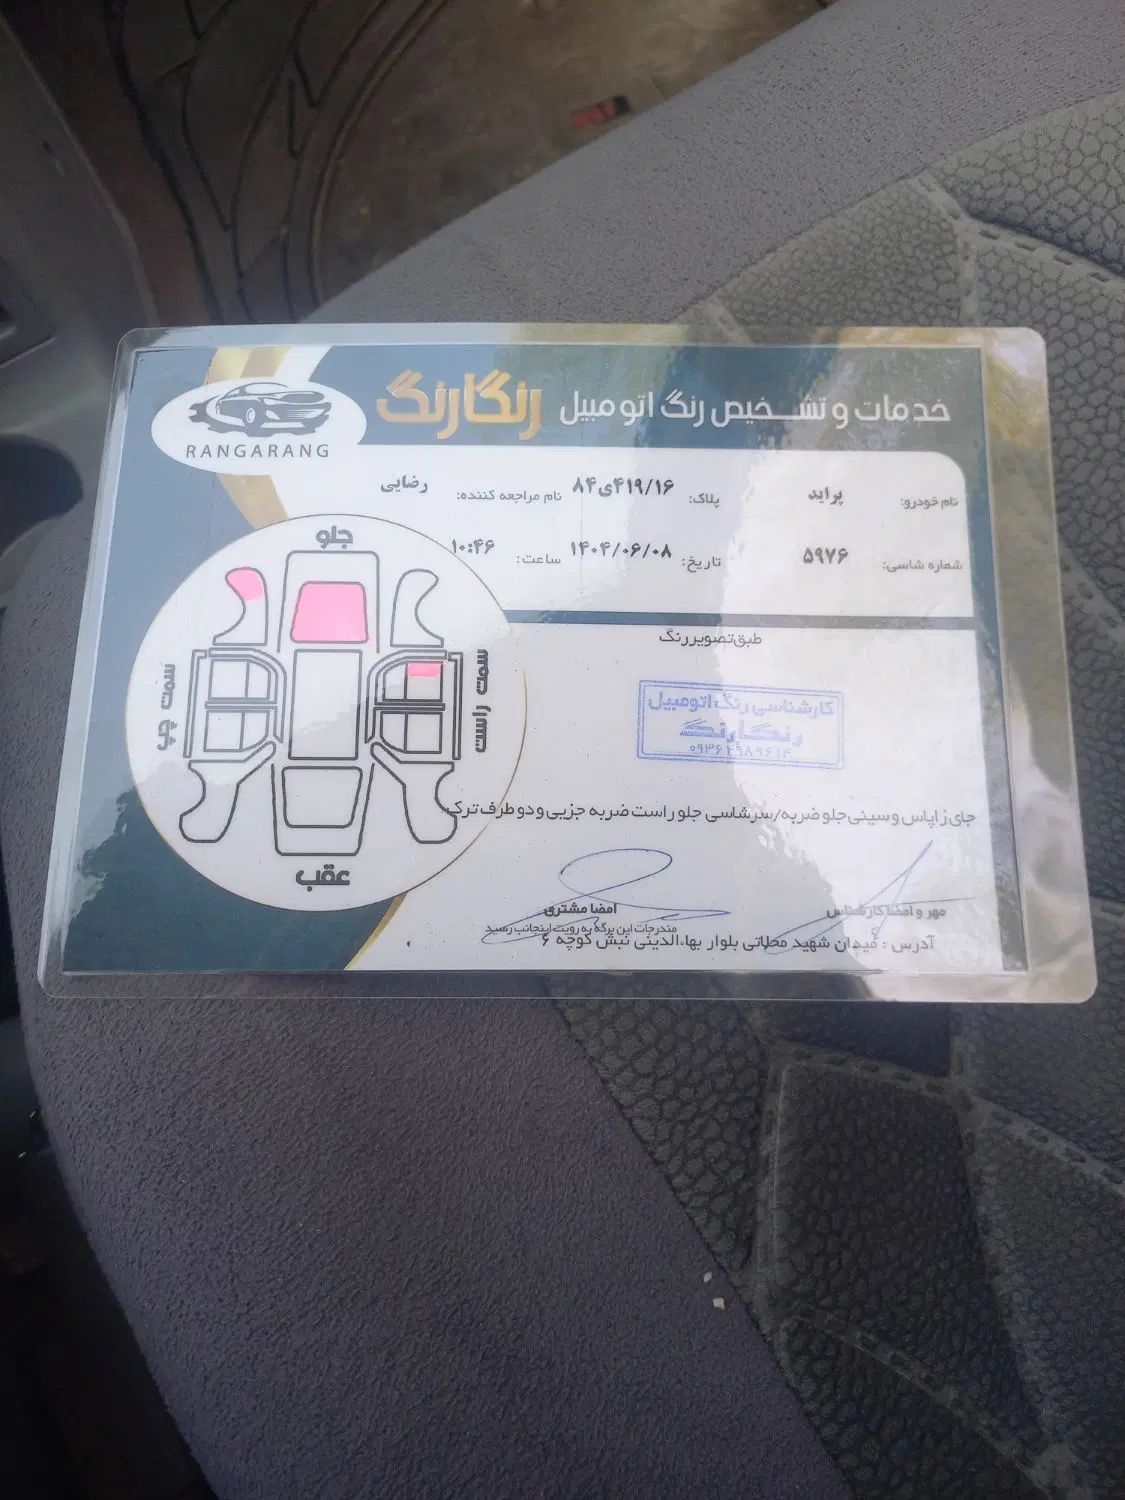 خدمات و تشخیص رنگ اتومبیل رنگارنگ
RANGARANG
نام خودرو: پراید پلاک: ۴۱۹/۱۶ی۸۴ نام مراجعه کننده: رضایی
شماره شاسی: ۵۹۷۶ تاریخ: ۱۴۰۴/۰۶/۰۸ ساعت: ۱۰:۴۶
جلو
سمت چپ
سمت راست
عقب
طبق تصویر رنگ
کارشناسی رنگ اتومبیل
رنگارنگ
جای زاپاس و سینی جلو ضربه/سرشاسی جلو راست ضربه جزیی و دو طرف ترک
مهر و امضا کارشناس
امضا مشتری
مندرجات این برگه به رویت اینجانب رسید
آدرس : میدان شهید محلاتی بلوار بهاءالدینی نبش کوچه ۶